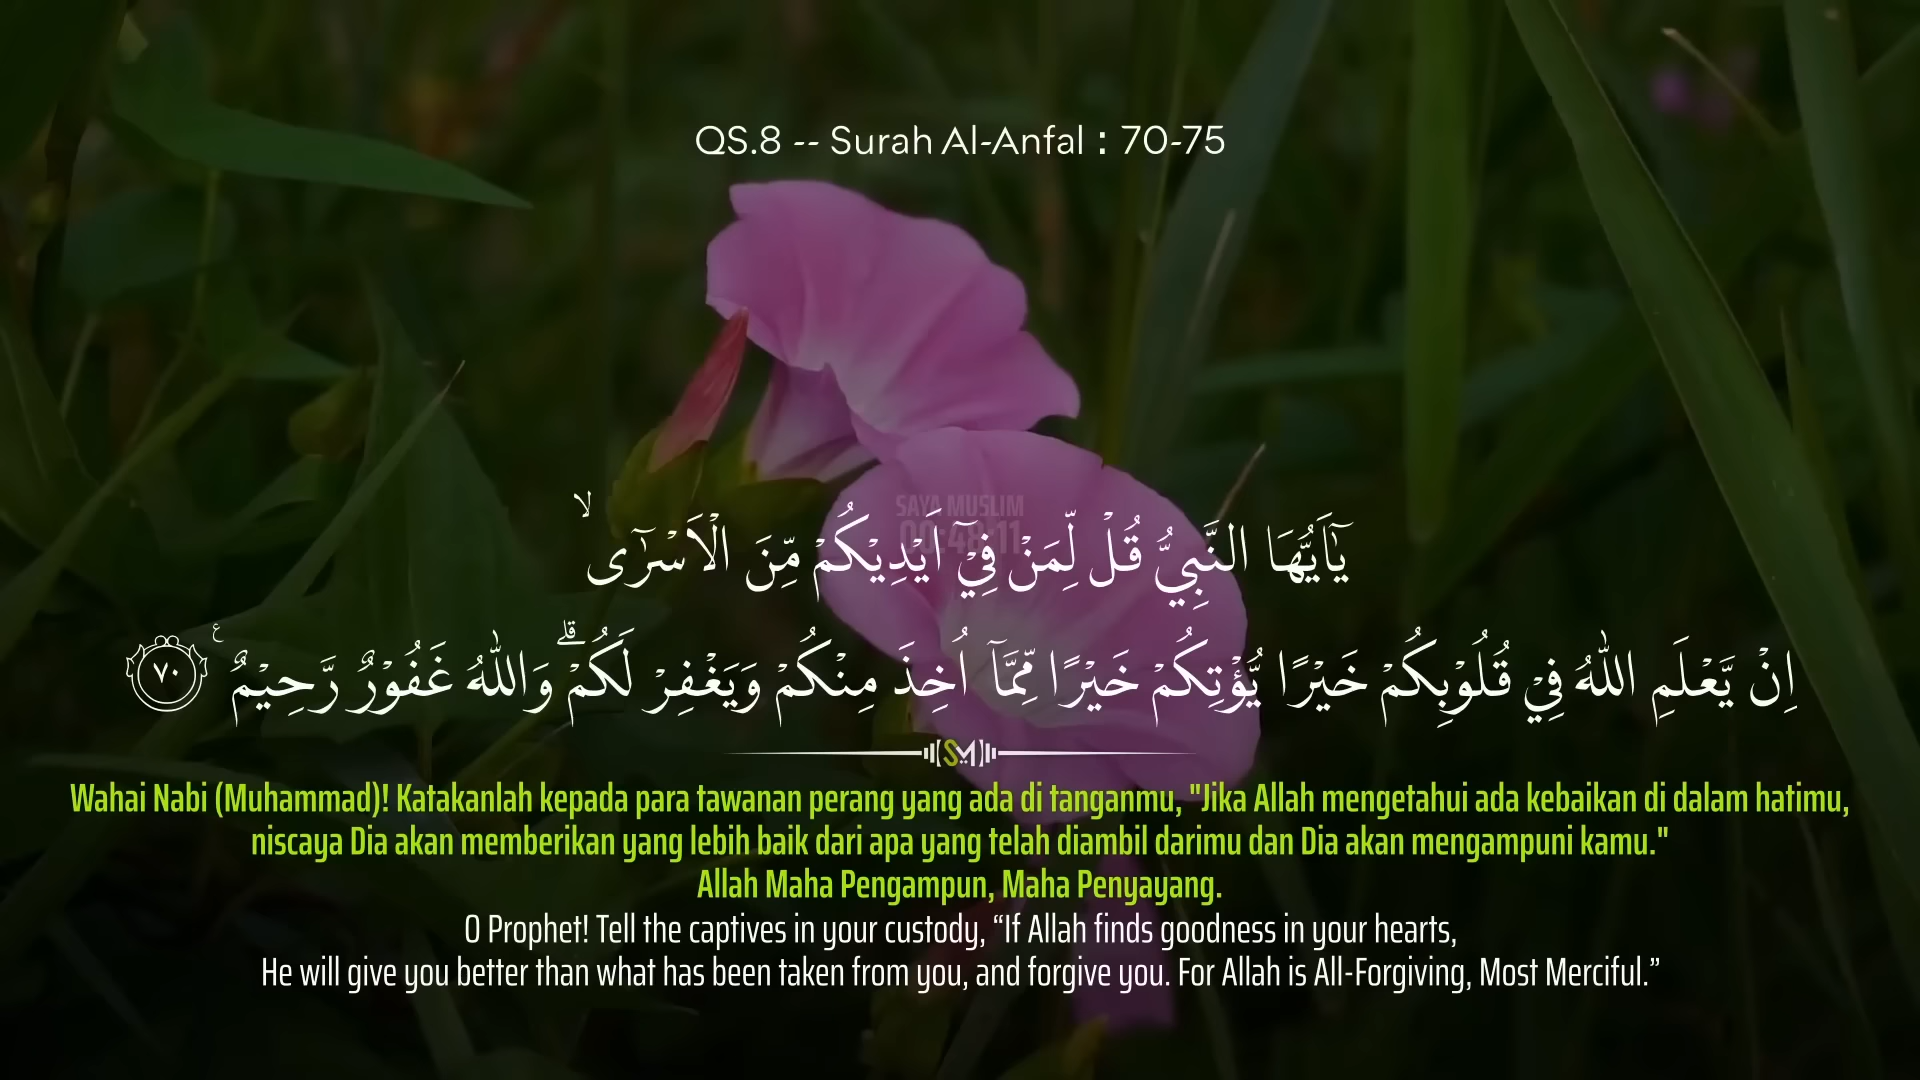 QS.8 -- Surah Al-Anfal : 70-75
SAYA MUSLIM
00:48:11
يٰٓاَيُّهَا النَّبِيُّ قُلْ لِّمَنْ فِيْٓ اَيْدِيْكُمْ مِّنَ الْاَسْرٰٓىۙ
اِنْ يَّعْلَمِ اللّٰهُ فِيْ قُلُوْبِكُمْ خَيْرًا يُّؤْتِكُمْ خَيْرًا مِّمَّآ اُخِذَ مِنْكُمْ وَيَغْفِرْ لَكُمْۗ وَاللّٰهُ غَفُوْرٌ رَّحِيْمٌ ࣖ ٧٠
SM
Wahai Nabi (Muhammad)! Katakanlah kepada para tawanan perang yang ada di tanganmu, "Jika Allah mengetahui ada kebaikan di dalam hatimu,
niscaya Dia akan memberikan yang lebih baik dari apa yang telah diambil darimu dan Dia akan mengampuni kamu."
Allah Maha Pengampun, Maha Penyayang.
O Prophet! Tell the captives in your custody, “If Allah finds goodness in your hearts,
He will give you better than what has been taken from you, and forgive you. For Allah is All-Forgiving, Most Merciful.”